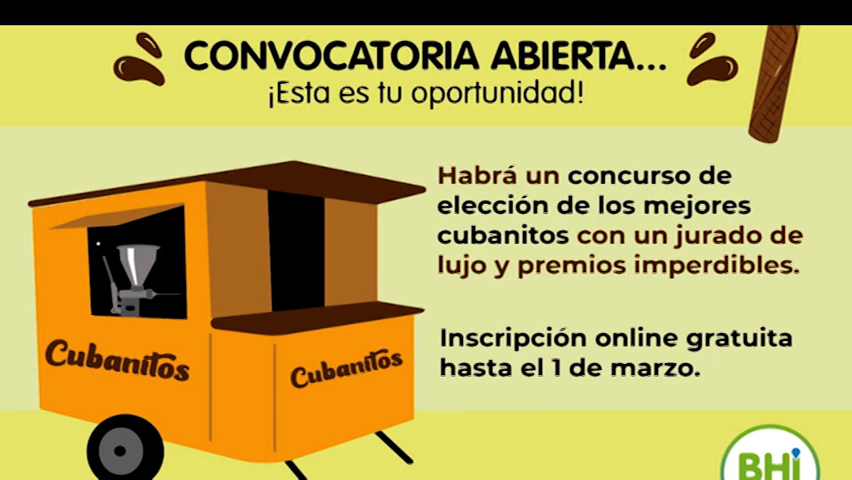 CONVOCATORIA ABIERTA...
¡Esta es tu oportunidad!
Habrá un concurso de
elección de los mejores
cubanitos con un jurado de
lujo y premios imperdibles.
Inscripción online gratuita
hasta el 1 de marzo.
Cubanitos
Cubanitos
BHi